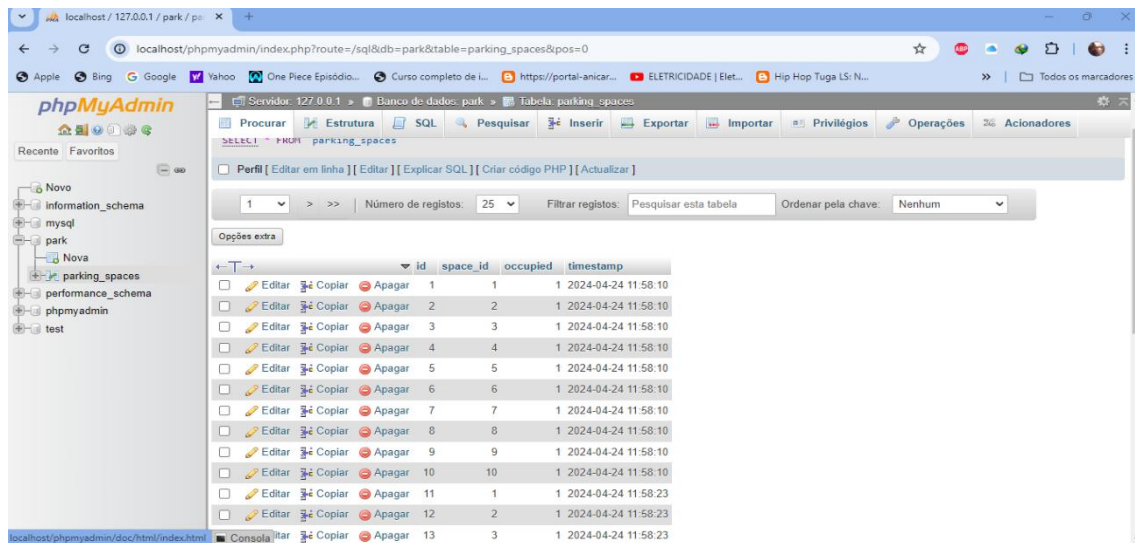 localhost / 127.0.0.1 / park / pa
localhost/phpmyadmin/index.php?route=/sql&db=park&table=parking_spaces&pos=0
ABP
Apple Bing Google Yahoo One Piece Episódio... Curso completo de i... https://portal-anicar... ELETRICIDADE | Elet... Hip Hop Tuga LS: N... » Todos os marcadores
phpMyAdmin
Recente Favoritos
Novo
information_schema
mysql
park
Nova
parking_spaces
performance_schema
phpmyadmin
test
Servidor: 127.0.0.1 » Banco de dados: park » Tabela: parking_spaces
Procurar Estrutura SQL Pesquisar Inserir Exportar Importar Privilégios Operações Acionadores
SELECT * FROM parking_spaces
Perfil [ Editar em linha ] [ Editar ] [ Explicar SQL ] [ Criar código PHP ] [ Actualizar ]
1 > >> | Número de registos: 25 Filtrar registos: Pesquisar esta tabela Ordenar pela chave: Nenhum
Opções extra
←T→ id space_id occupied timestamp
Editar Copiar Apagar 1 1 1 2024-04-24 11:58:10
Editar Copiar Apagar 2 2 1 2024-04-24 11:58:10
Editar Copiar Apagar 3 3 1 2024-04-24 11:58:10
Editar Copiar Apagar 4 4 1 2024-04-24 11:58:10
Editar Copiar Apagar 5 5 1 2024-04-24 11:58:10
Editar Copiar Apagar 6 6 1 2024-04-24 11:58:10
Editar Copiar Apagar 7 7 1 2024-04-24 11:58:10
Editar Copiar Apagar 8 8 1 2024-04-24 11:58:10
Editar Copiar Apagar 9 9 1 2024-04-24 11:58:10
Editar Copiar Apagar 10 10 1 2024-04-24 11:58:10
Editar Copiar Apagar 11 1 1 2024-04-24 11:58:23
Editar Copiar Apagar 12 2 1 2024-04-24 11:58:23
itar Copiar Apagar 13 3 1 2024-04-24 11:58:23
localhost/phpmyadmin/doc/html/index.html Consola